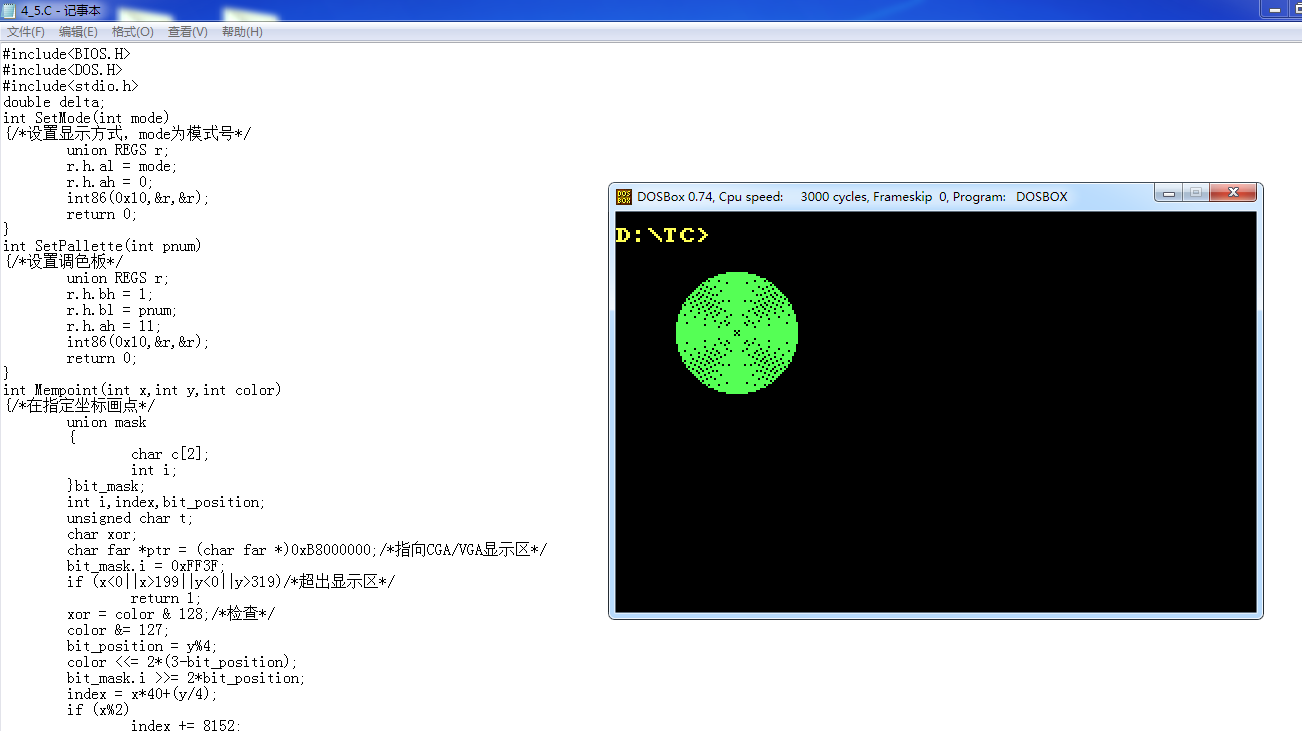 4_5.C - 记事本
文件(F) 编辑(E) 格式(O) 查看(V) 帮助(H)
#include<BIOS.H>
#include<DOS.H>
#include<stdio.h>
double delta;
int SetMode(int mode)
{/*设置显示方式，mode为模式号*/
union REGS r;
r.h.al = mode;
r.h.ah = 0;
int86(0x10,&r,&r);
return 0;
}
int SetPallette(int pnum)
{/*设置调色板*/
union REGS r;
r.h.bh = 1;
r.h.bl = pnum;
r.h.ah = 11;
int86(0x10,&r,&r);
return 0;
}
int Mempoint(int x,int y,int color)
{/*在指定坐标画点*/
union mask
{
char c[2];
int i;
}bit_mask;
int i,index,bit_position;
unsigned char t;
char xor;
char far *ptr = (char far *)0xB8000000;/*指向CGA/VGA显示区*/
bit_mask.i = 0xFF3F;
if (x<0||x>199||y<0||y>319)/*超出显示区*/
return 1;
xor = color & 128;/*检查*/
color &= 127;
bit_position = y%4;
color <<= 2*(3-bit_position);
bit_mask.i >>= 2*bit_position;
index = x*40+(y/4);
if (x%2)
index += 8152;
DOS BOX
DOSBox 0.74, Cpu speed: 3000 cycles, Frameskip 0, Program: DOSBOX
D:\TC>